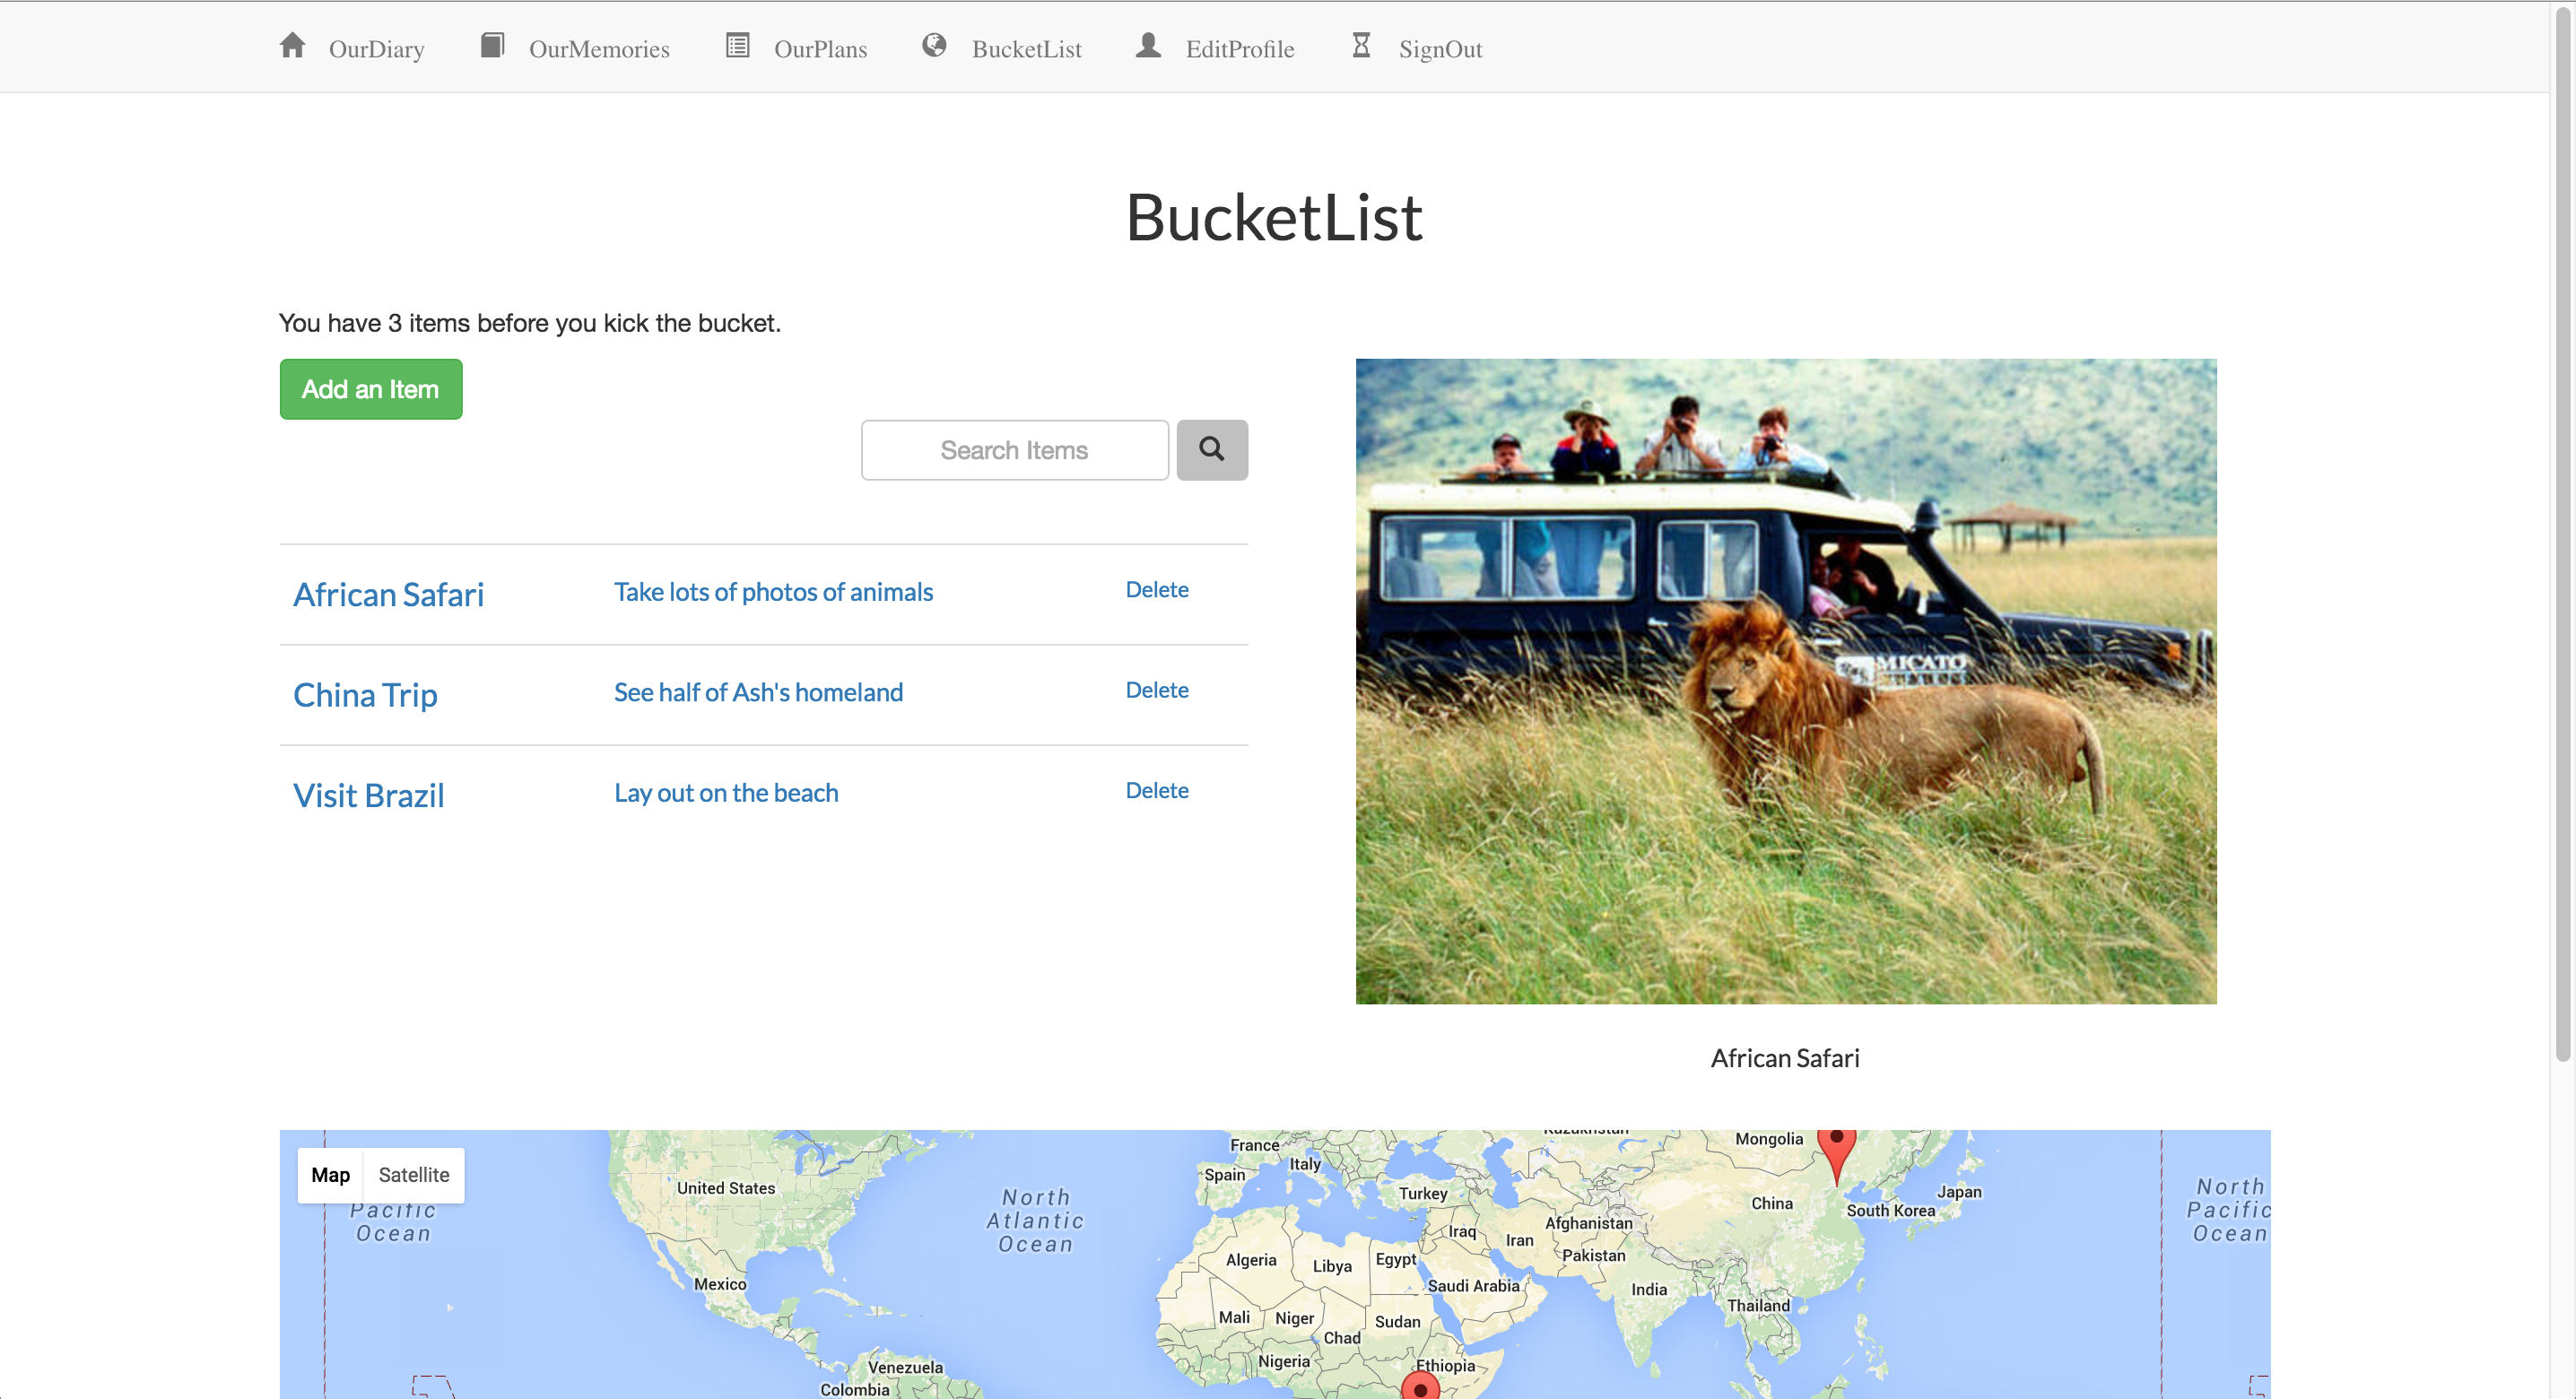 OurDiary OurMemories OurPlans BucketList EditProfile SignOut
BucketList
You have 3 items before you kick the bucket.
Add an Item
Search Items
African Safari Take lots of photos of animals Delete
China Trip See half of Ash's homeland Delete
Visit Brazil Lay out on the beach Delete
MICATO
African Safari
Map Satellite
Pacific
Ocean
United States
Mexico
Venezuela
Colombia
North
Atlantic
Ocean
France
Spain
Italy
Turkey
Algeria
Libya
Egypt
Iraq
Iran
Saudi Arabia
Mali
Niger
Chad
Sudan
Nigeria
Ethiopia
Kazakhstan
Mongolia
Afghanistan
Pakistan
India
China
Thailand
South Korea
Japan
North
Pacific
Ocean